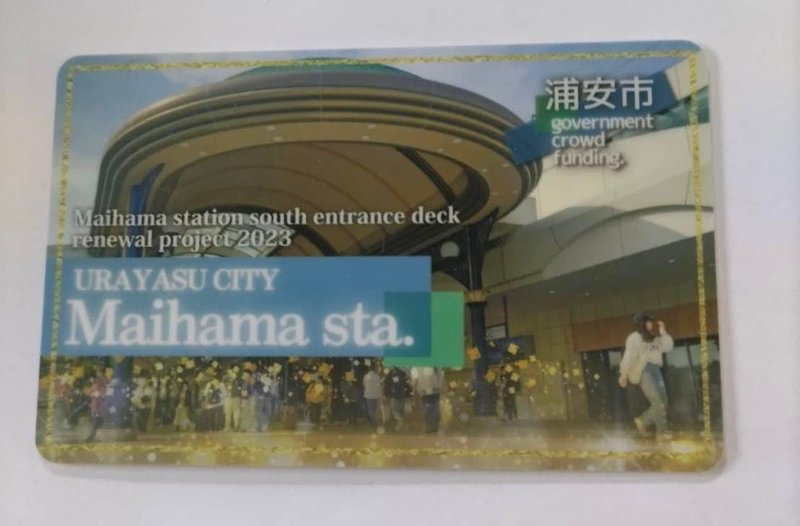 浦安市
government
crowd
funding.
Maihama station south entrance deck
renewal project 2023
URAYASU CITY
Maihama sta.